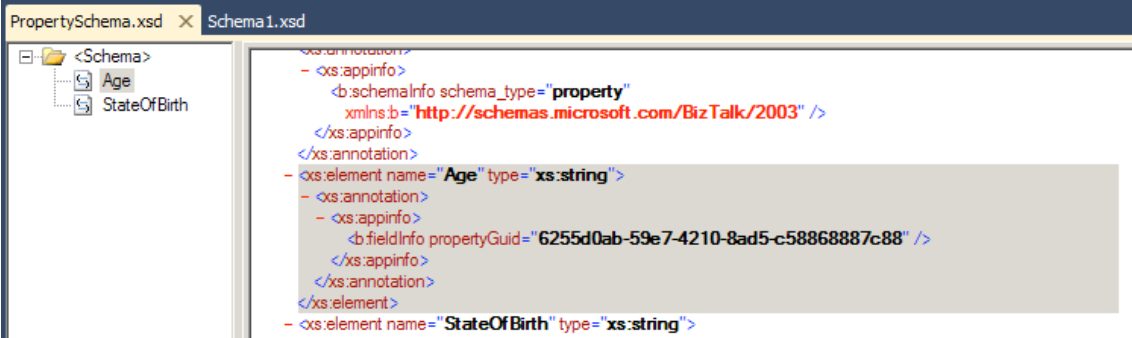 PropertySchema.xsd × Schema1.xsd
<Schema>
Age
StateOfBirth
<xs:annotation>
– <xs:appinfo>
<b:schemaInfo schema_type="property"
xmlns:b="http://schemas.microsoft.com/BizTalk/2003" />
</xs:appinfo>
</xs:annotation>
– <xs:element name="Age" type="xs:string">
– <xs:annotation>
– <xs:appinfo>
<b:fieldInfo propertyGuid="6255d0ab-59e7-4210-8ad5-c58868887c88" />
</xs:appinfo>
</xs:annotation>
</xs:element>
– <xs:element name="StateOfBirth" type="xs:string">